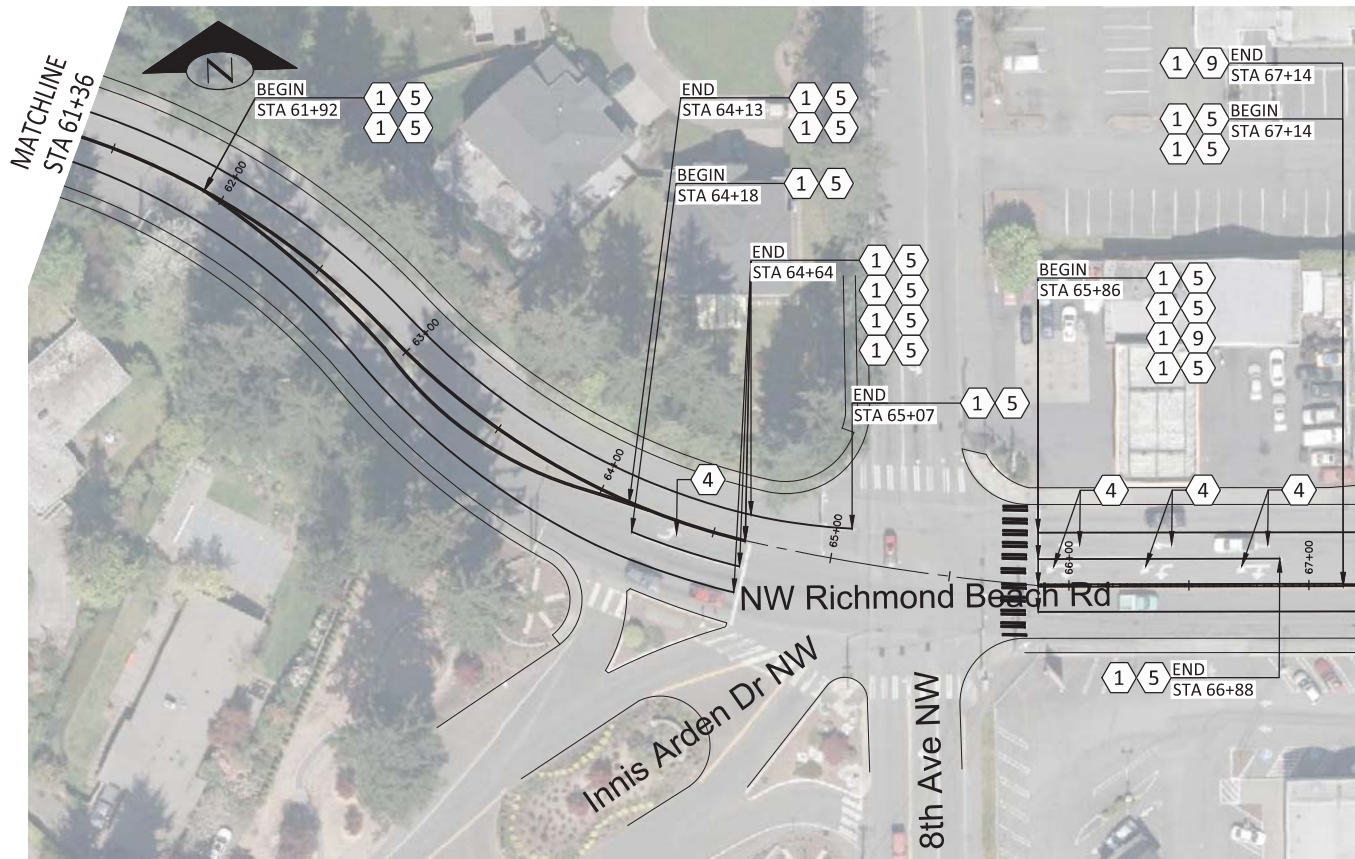 MATCHLINE
STA 61+36
Z
BEGIN
STA 61+92
1 5
1 5
END
STA 64+13
1 5
1 5
BEGIN
STA 64+18
1 5
END
STA 64+64
1 5
1 5
1 5
1 5
END
STA 65+07
1 5
1 9 END
STA 67+14
1 5 BEGIN
STA 67+14
1 5
BEGIN
STA 65+86
1 5
1 5
1 9
1 5
62+00
63+00
64+00
4
65+00
4
4
4
66+00
67+00
NW Richmond Beach Rd
1 5 END
STA 66+88
Innis Arden Dr NW
8th Ave NW